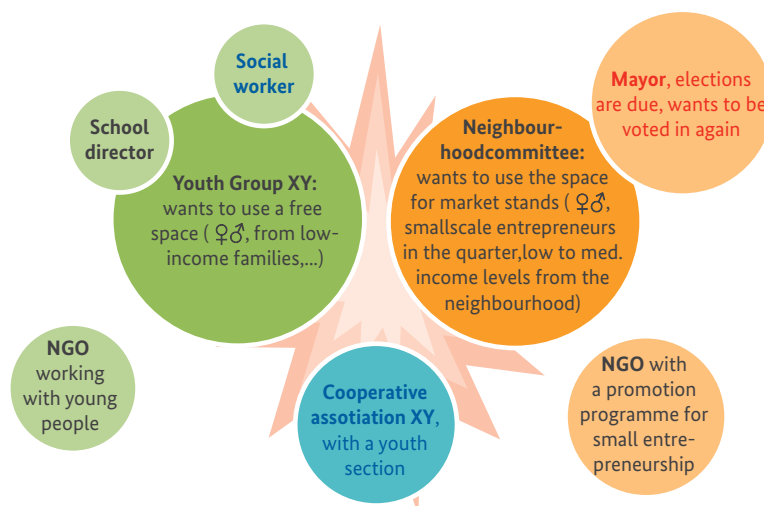 Social
worker
School
director
Youth Group XY:
wants to use a free
space ( ♀♂, from low-
income families,...)
Neighbour-
hoodcommittee:
wants to use the space
for market stands ( ♀♂,
smallscale entrepreneurs
in the quarter,low to med.
income levels from the
neighbourhood)
Mayor, elections
are due, wants to be
voted in again
NGO
working
with young
people
Cooperative
assotiation XY,
with a youth
section
NGO with
a promotion
programme for
small entre-
preneurship